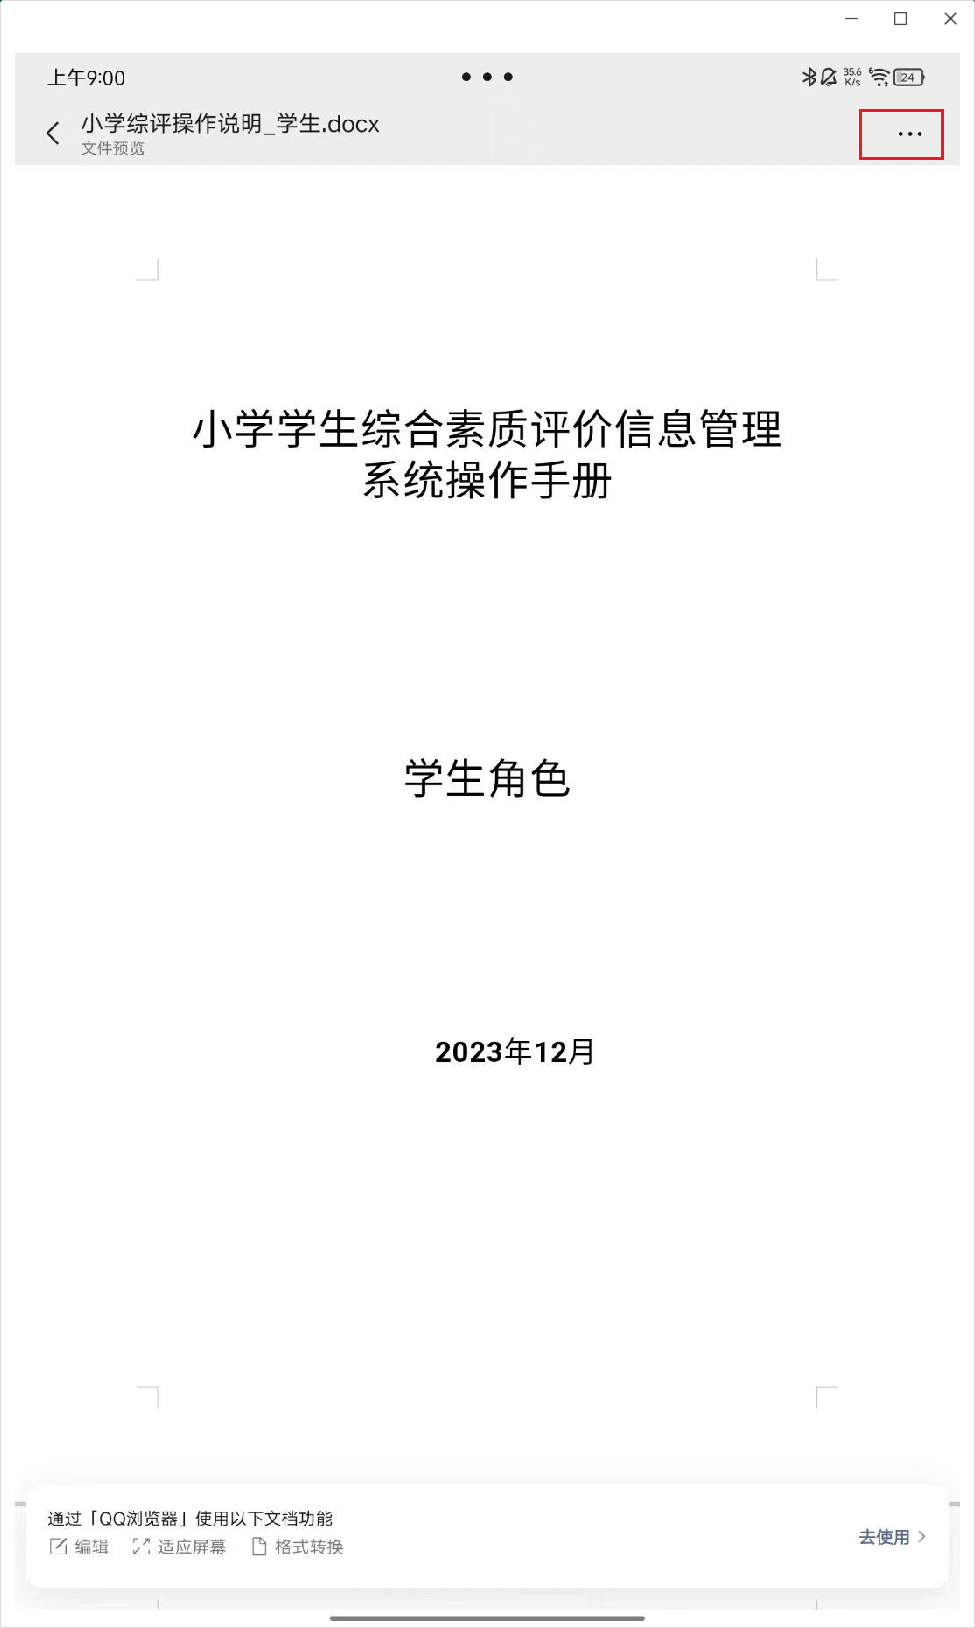 上午9:00
35.6
K/s
6
24
小学综评操作说明_学生.docx
文件预览
小学学生综合素质评价信息管理
系统操作手册
学生角色
2023年12月
通过「QQ浏览器」使用以下文档功能
编辑 适应屏幕 格式转换
去使用